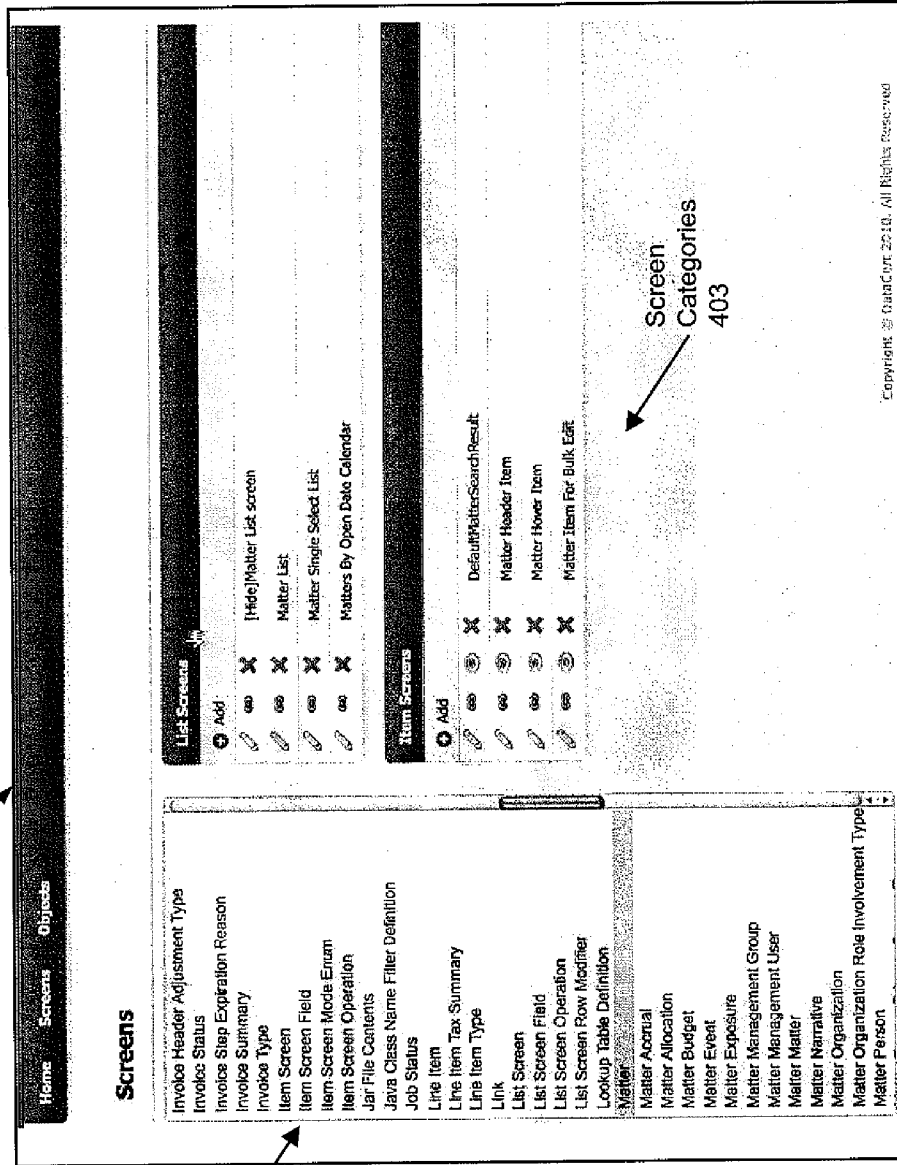 Home Screens Objects
Screens
Invoice Header Adjustment Type
Invoice Status
Invoice Step Expiration Reason
Invoice Summary
Invoice Type
Item Screen
Item Screen Field
Item Screen Mode Enum
Item Screen Operation
Jar File Contents
Java Class Name Filter Definition
Job Status
Line Item
Line Item Tax Summary
Line Item Type
Link
List Screen
List Screen Field
List Screen Operation
List Screen Row Modifier
Lookup Table Definition
Matter
Matter Accrual
Matter Allocation
Matter Budget
Matter Event
Matter Exposure
Matter Management Group
Matter Management User
Matter Matter
Matter Narrative
Matter Organization
Matter Organization Role Involvement Type
Matter Person
List Screens
Add
[Hide]Matter List screen
Matter List
Matter Single Select List
Matters By Open Date Calendar
Item Screens
Add
DefaultMatterSearchResult
Matter Header Item
Matter Hover Item
Matter Item For Bulk Edit
Screen
Categories
403
Copyright © DataCert 2010. All Rights Reserved